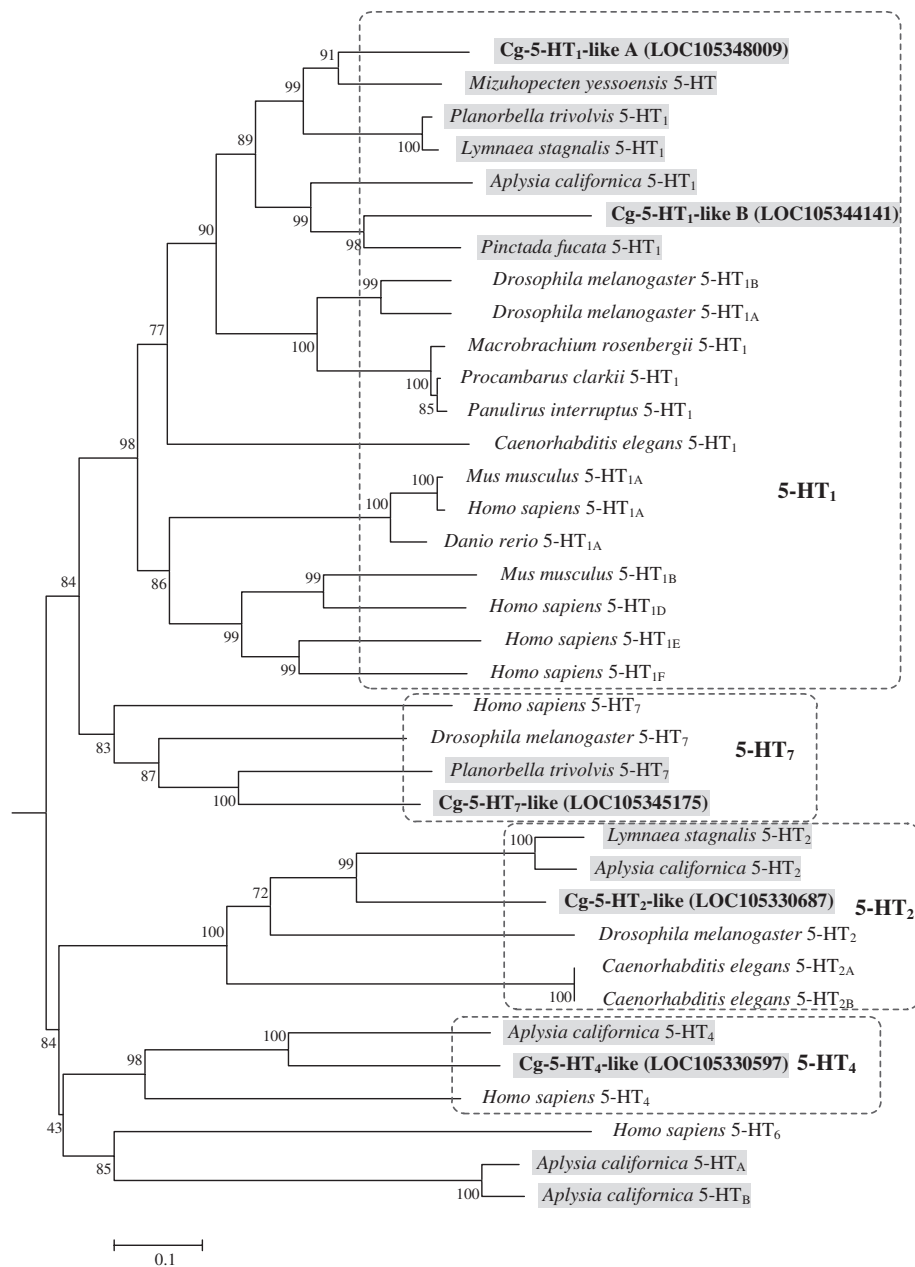 91
Cg-5-HT₁-like A (LOC105348009)
99
Mizuhopecten yessoensis 5-HT
Planorbella trivolvis 5-HT₁
89
100
Lymnaea stagnalis 5-HT₁
Aplysia californica 5-HT₁
99
Cg-5-HT₁-like B (LOC105344141)
90
98
Pinctada fucata 5-HT₁
99
Drosophila melanogaster 5-HT₁B
Drosophila melanogaster 5-HT₁A
77
100
Macrobrachium rosenbergii 5-HT₁
100
Procambarus clarkii 5-HT₁
85
Panulirus interruptus 5-HT₁
98
Caenorhabditis elegans 5-HT₁
100
Mus musculus 5-HT₁A
5-HT₁
100
Homo sapiens 5-HT₁A
Danio rerio 5-HT₁A
84
86
99
Mus musculus 5-HT₁B
Homo sapiens 5-HT₁D
99
Homo sapiens 5-HT₁E
99
Homo sapiens 5-HT₁F
Homo sapiens 5-HT₇
83
Drosophila melanogaster 5-HT₇
5-HT₇
87
Planorbella trivolvis 5-HT₇
100
Cg-5-HT₇-like (LOC105345175)
100
Lymnaea stagnalis 5-HT₂
99
Aplysia californica 5-HT₂
72
Cg-5-HT₂-like (LOC105330687)
5-HT₂
100
Drosophila melanogaster 5-HT₂
Caenorhabditis elegans 5-HT₂A
100
Caenorhabditis elegans 5-HT₂B
84
100
Aplysia californica 5-HT₄
98
Cg-5-HT₄-like (LOC105330597)
5-HT₄
Homo sapiens 5-HT₄
43
Homo sapiens 5-HT₆
85
Aplysia californica 5-HTA
100
Aplysia californica 5-HTB
0.1